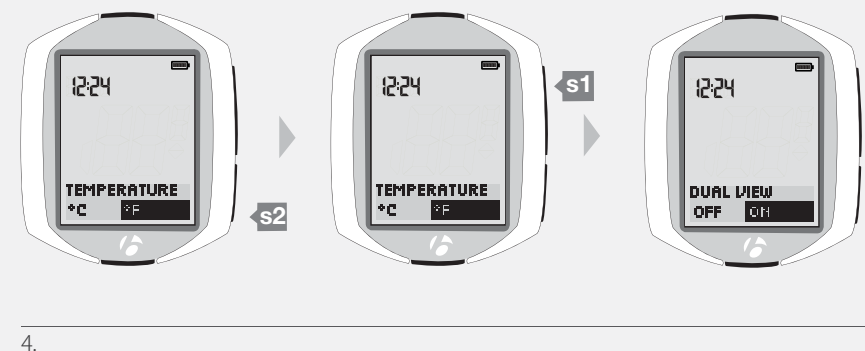 12:24
TEMPERATURE
°C °F
s2
12:24
TEMPERATURE
°C °F
s1
12:24
DUAL VIEW
OFF ON
4.